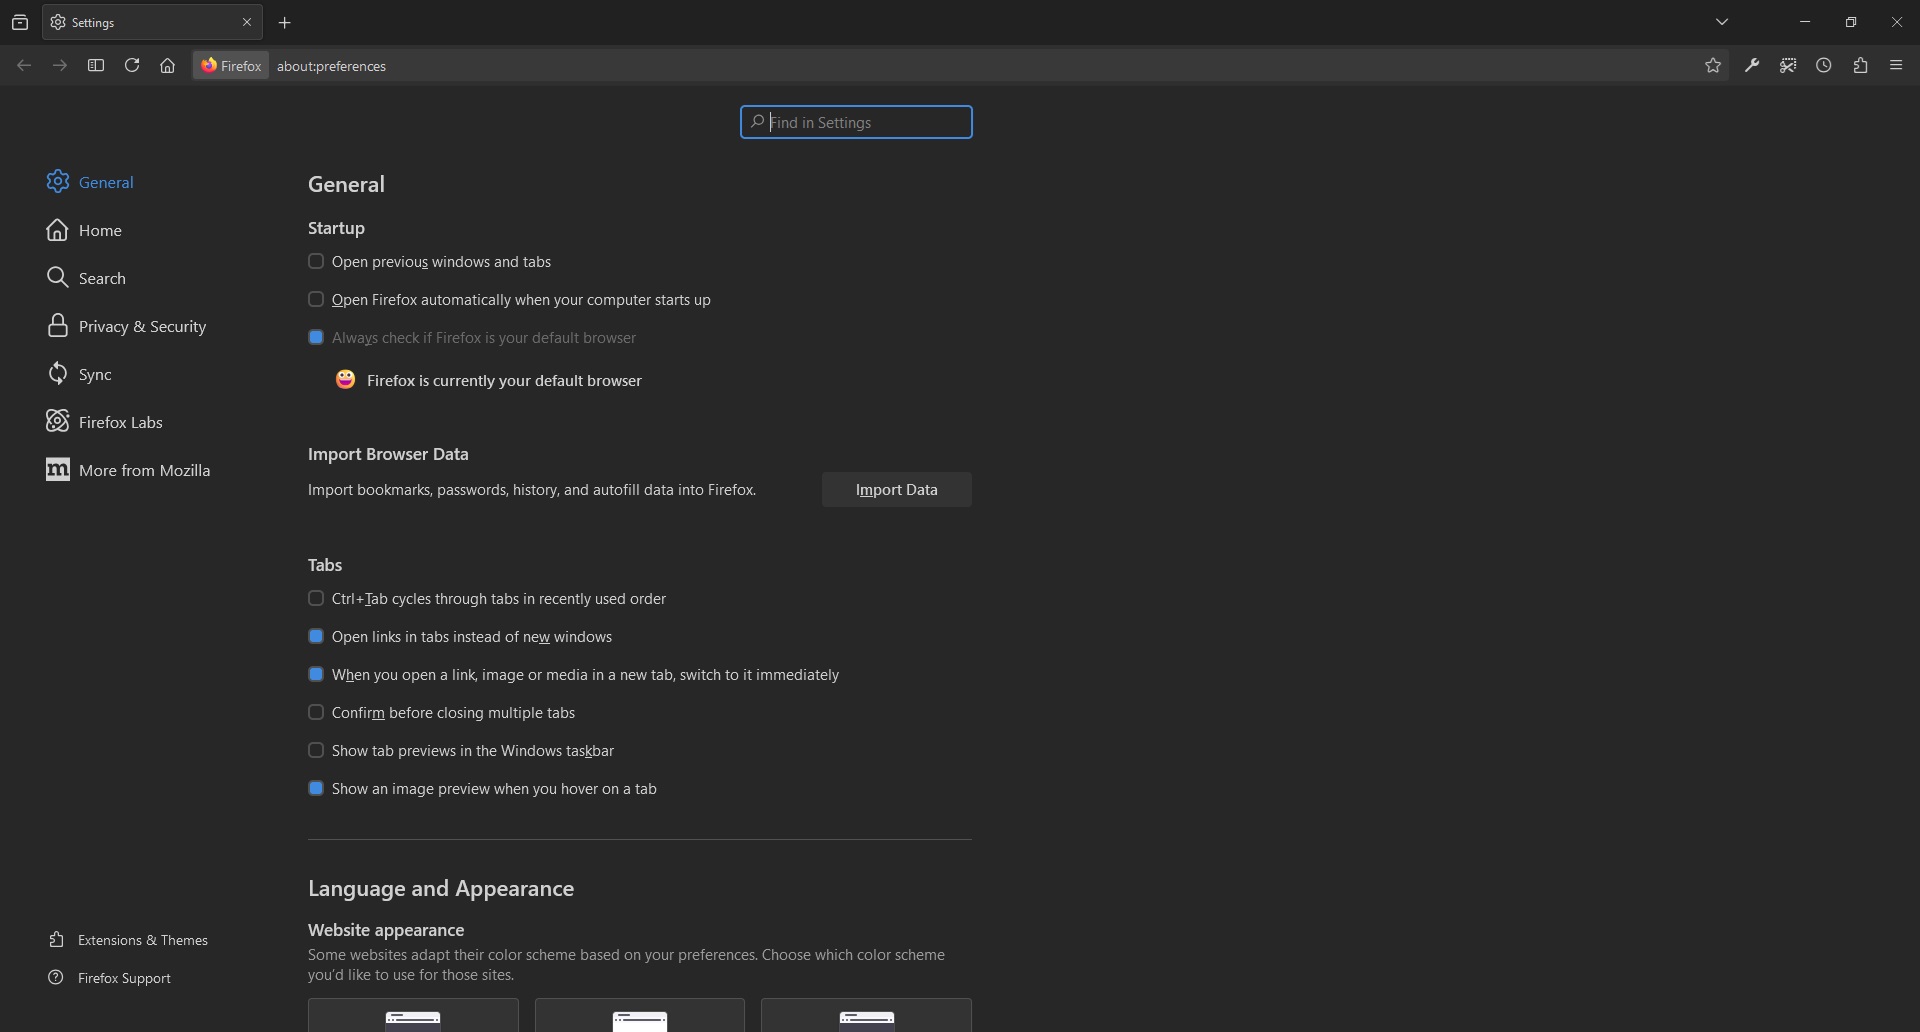 Settings
Firefox about:preferences
Find in Settings
General
Home
Search
Privacy & Security
Sync
Firefox Labs
More from Mozilla
Extensions & Themes
Firefox Support
General
Startup
Open previous windows and tabs
Open Firefox automatically when your computer starts up
Always check if Firefox is your default browser
Firefox is currently your default browser
Import Browser Data
Import bookmarks, passwords, history, and autofill data into Firefox.
Import Data
Tabs
Ctrl+Tab cycles through tabs in recently used order
Open links in tabs instead of new windows
When you open a link, image or media in a new tab, switch to it immediately
Confirm before closing multiple tabs
Show tab previews in the Windows taskbar
Show an image preview when you hover on a tab
Language and Appearance
Website appearance
Some websites adapt their color scheme based on your preferences. Choose which color scheme
you’d like to use for those sites.